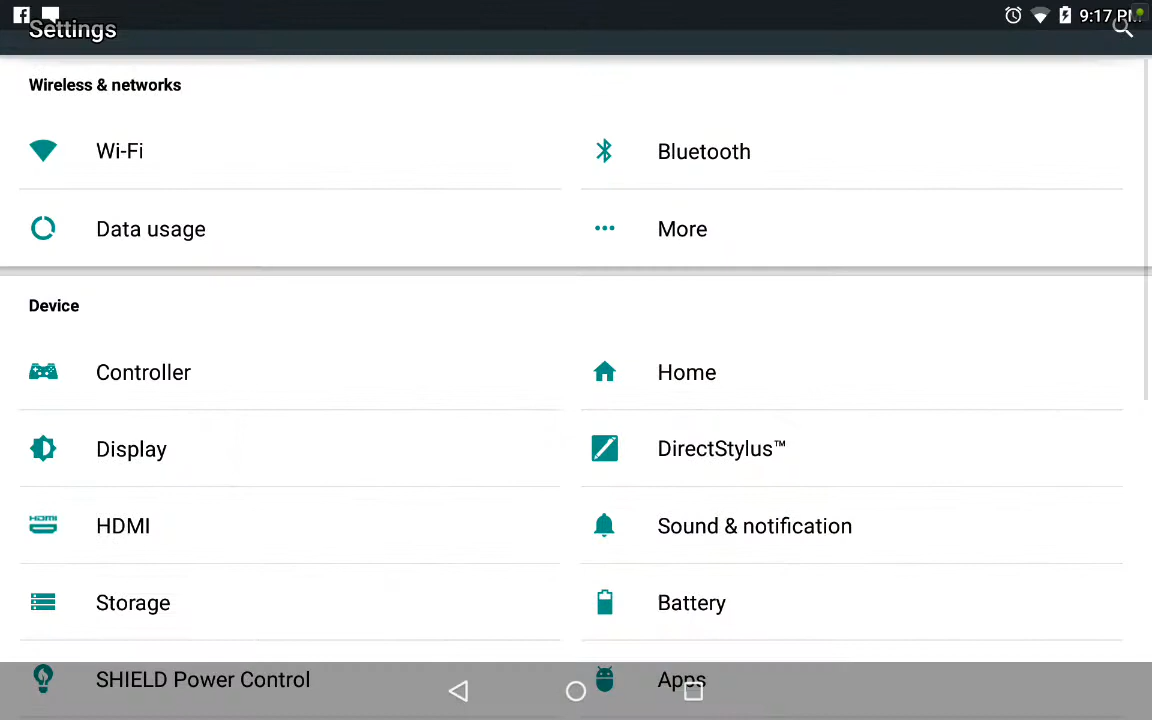 9:17 PM
Settings
Wireless & networks
Wi-Fi
Bluetooth
Data usage
More
Device
Controller
Home
Display
DirectStylus™
HDMI
HDMI
Sound & notification
Storage
Battery
SHIELD Power Control
Apps